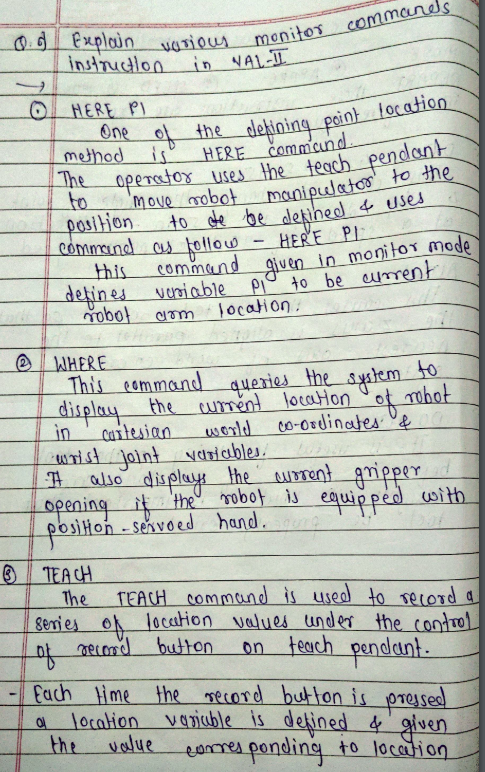 Q.9 Explain various monitor commands
instruction in VAL-II
→
① HERE P1
One of the defining point location
method is HERE command.
The operator uses the teach pendant
to move robot manipulator to the
position to be defined & uses
command as follow - HERE P1.
this command given in monitor mode
defines variable P1 to be current
robot arm location.
② WHERE
This command queries the system to
display the current location of robot
in cartesian world co-ordinates &
wrist joint variables.
It also displays the current gripper
opening if the robot is equipped with
position-servoed hand.
③ TEACH
The TEACH command is used to record a
series of location values under the control
of record button on teach pendant.
- Each time the record button is pressed
a location variable is defined & given
the value corresponding to location